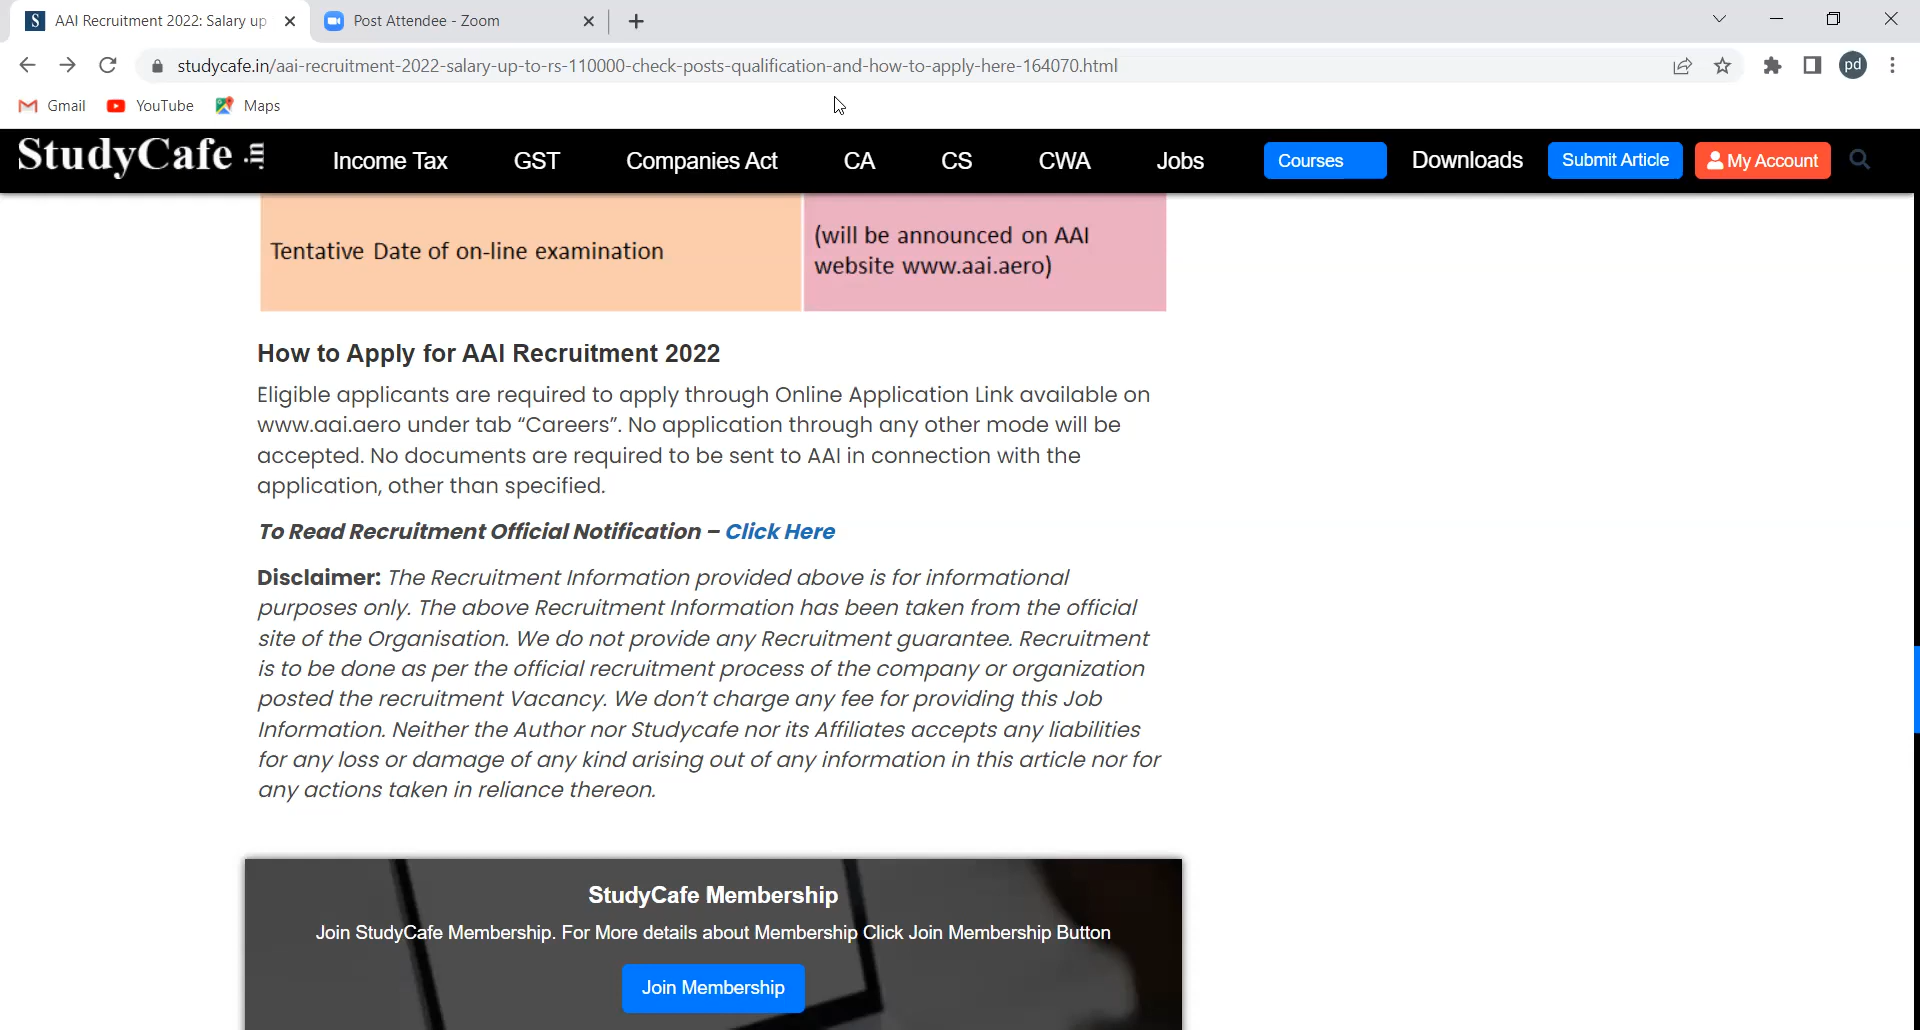 AAI Recruitment 2022: Salary up
Post Attendee - Zoom
studycafe.in/aai-recruitment-2022-salary-up-to-rs-110000-check-posts-qualification-and-how-to-apply-here-164070.html
pd
Gmail YouTube Maps
StudyCafe .in Income Tax GST Companies Act CA CS CWA Jobs Courses Downloads Submit Article My Account
Tentative Date of on-line examination
(will be announced on AAI
website www.aai.aero)
How to Apply for AAI Recruitment 2022
Eligible applicants are required to apply through Online Application Link available on
www.aai.aero under tab “Careers”. No application through any other mode will be
accepted. No documents are required to be sent to AAI in connection with the
application, other than specified.
To Read Recruitment Official Notification – Click Here
Disclaimer: The Recruitment Information provided above is for informational
purposes only. The above Recruitment Information has been taken from the official
site of the Organisation. We do not provide any Recruitment guarantee. Recruitment
is to be done as per the official recruitment process of the company or organization
posted the recruitment Vacancy. We don’t charge any fee for providing this Job
Information. Neither the Author nor Studycafe nor its Affiliates accepts any liabilities
for any loss or damage of any kind arising out of any information in this article nor for
any actions taken in reliance thereon.
StudyCafe Membership
Join StudyCafe Membership. For More details about Membership Click Join Membership Button
Join Membership